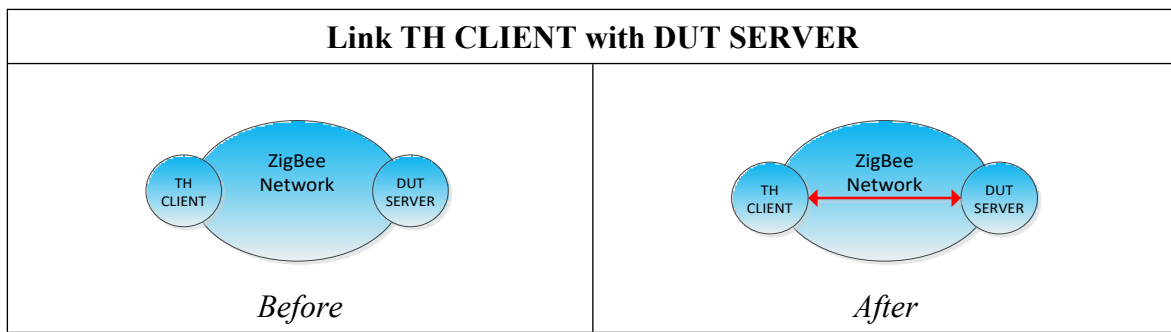 Link TH CLIENT with DUT SERVER
TH
CLIENT
ZigBee
Network
DUT
SERVER
Before
TH
CLIENT
ZigBee
Network
DUT
SERVER
After